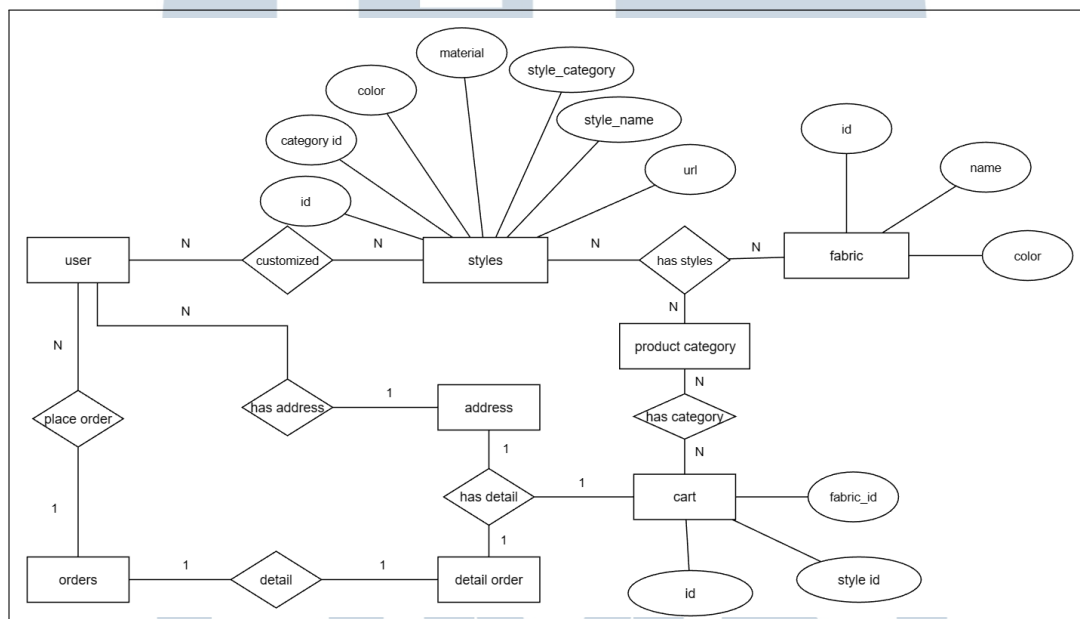 material
style_category
color
style_name
id
category id
name
url
id
user
N
customized
N
styles
N
has styles
N
fabric
color
N
N
N
product category
N
has address
1
address
place order
has category
1
N
has detail
1
cart
fabric_id
1
1
orders
1
detail
1
detail order
id
style id